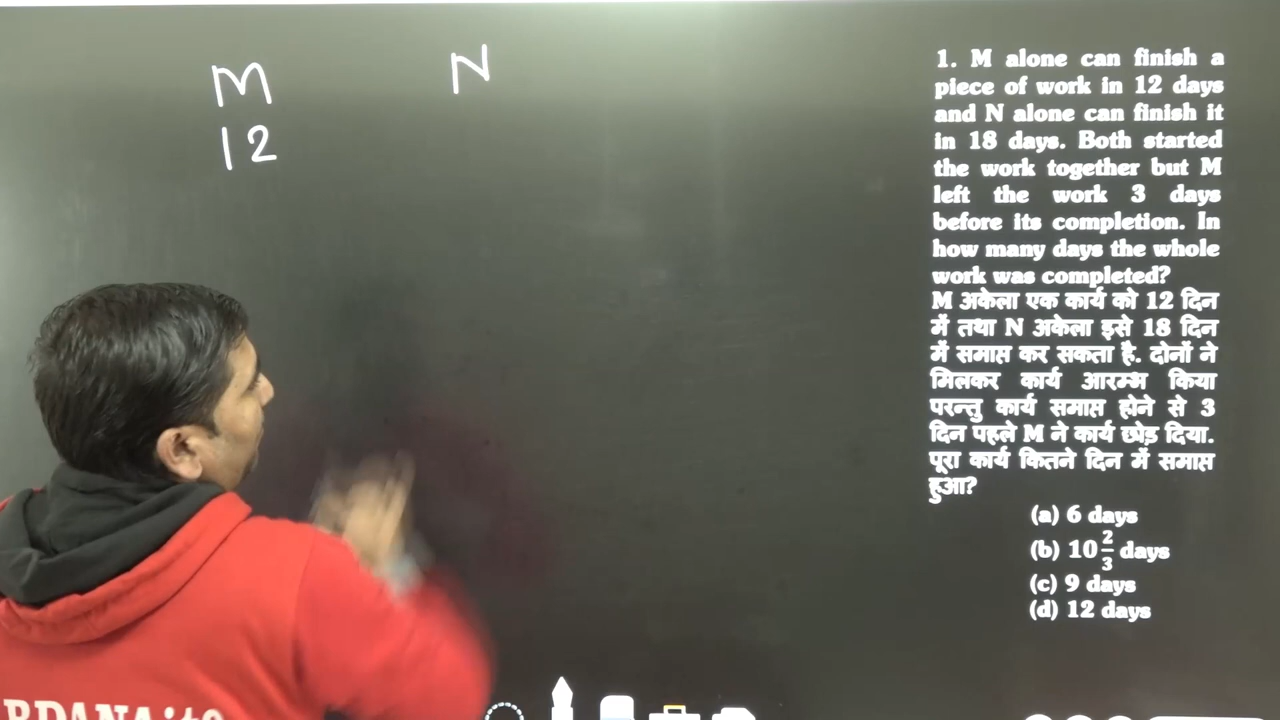 M N
12
1. M alone can finish a
piece of work in 12 days
and N alone can finish it
in 18 days. Both started
the work together but M
left the work 3 days
before its completion. In
how many days the whole
work was completed?
M अकेला एक कार्य को 12 दिन
में तथा N अकेला इसे 18 दिन
में समाप्त कर सकता है. दोनों ने
मिलकर कार्य आरम्भ किया
परन्तु कार्य समाप्त होने से 3
दिन पहले M ने कार्य छोड़ दिया.
पूरा कार्य कितने दिन में समाप्त
हुआ?
(a) 6 days
(b) 10 2/3 days
(c) 9 days
(d) 12 days